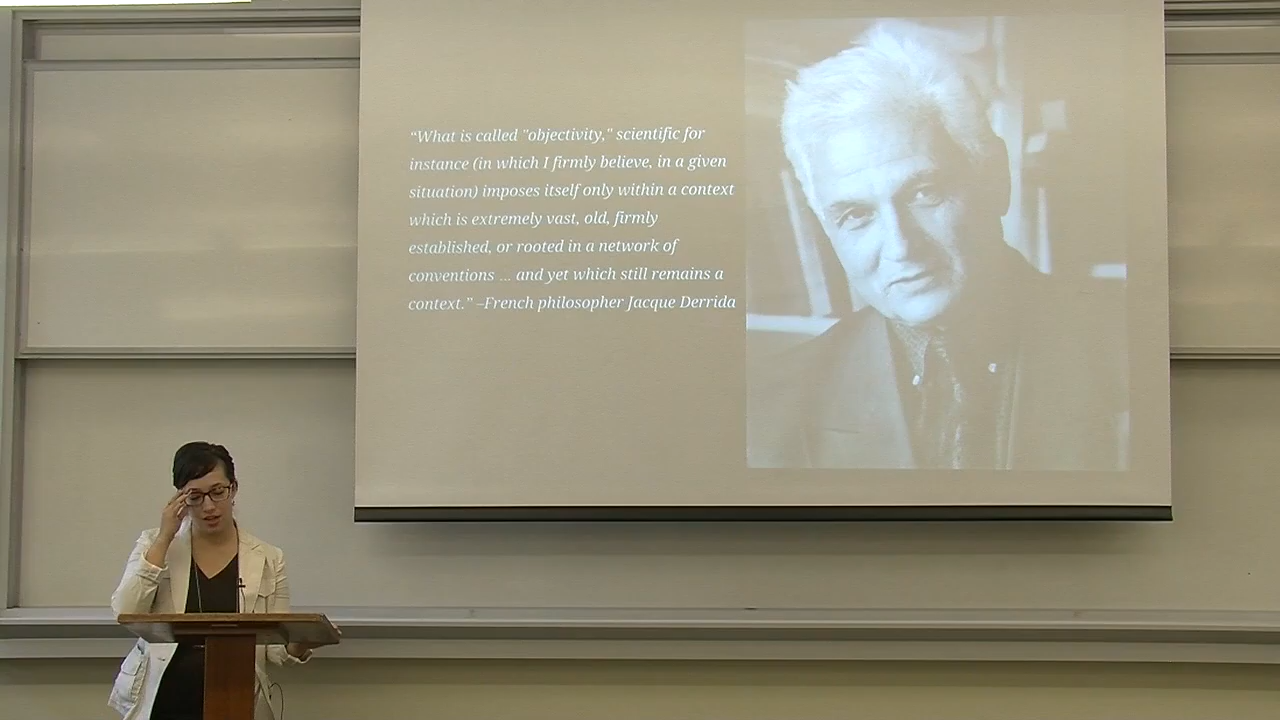 “What is called "objectivity," scientific for
instance (in which I firmly believe, in a given
situation) imposes itself only within a context
which is extremely vast, old, firmly
established, or rooted in a network of
conventions ... and yet which still remains a
context.” –French philosopher Jacque Derrida